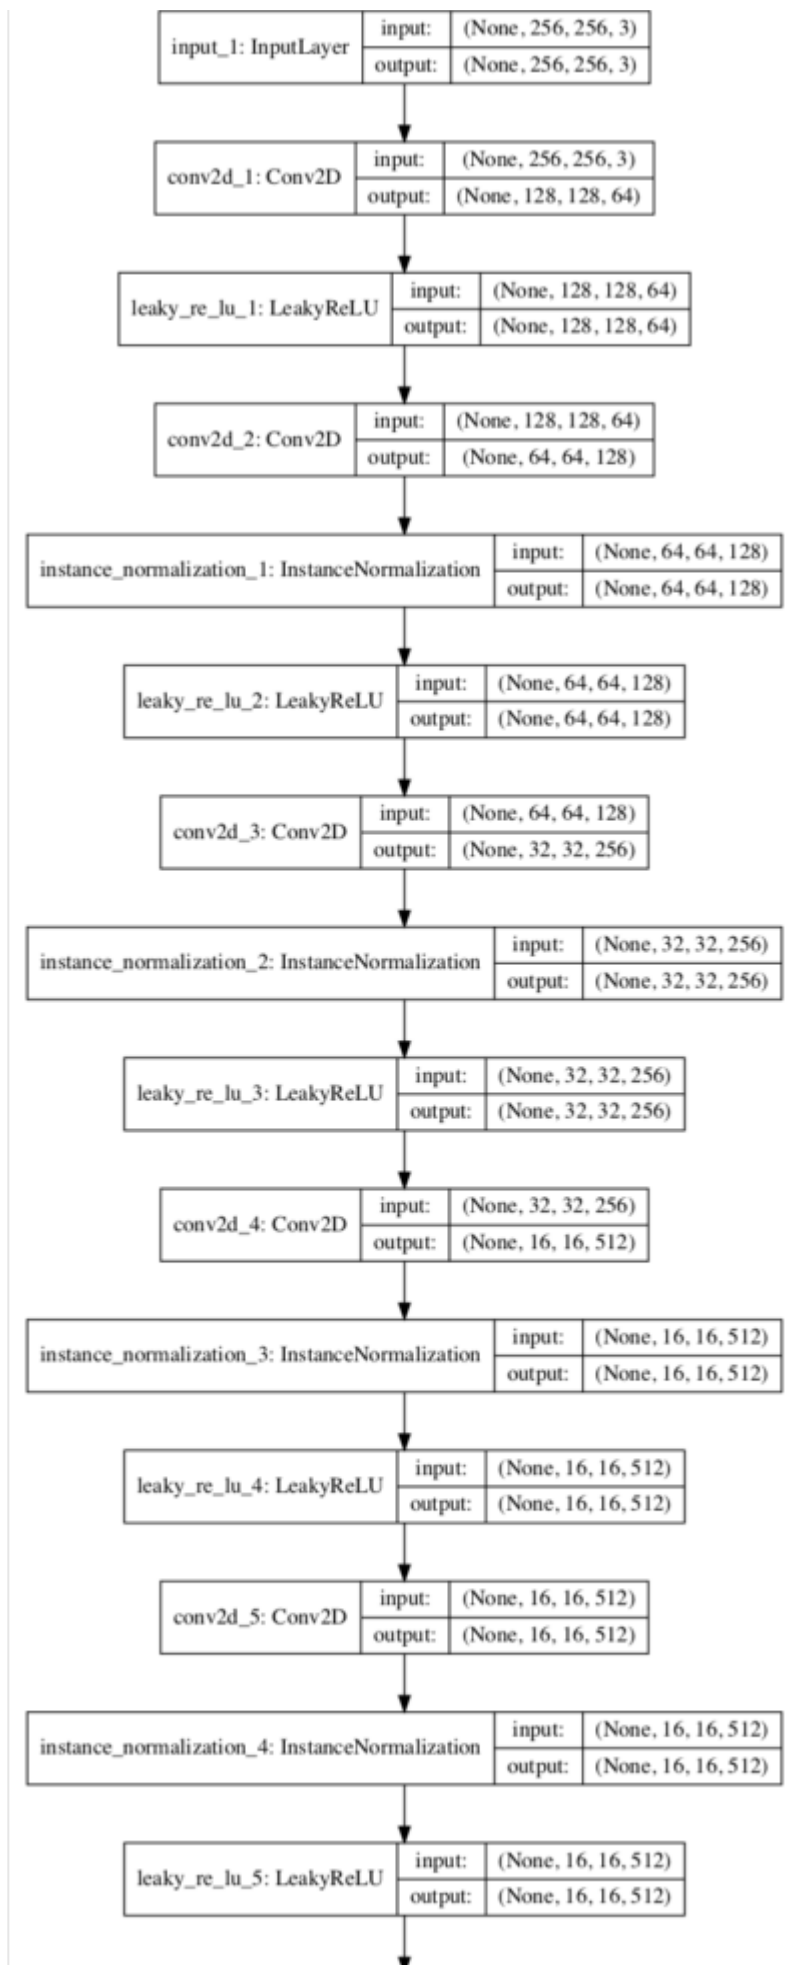 input_1: InputLayer
input: (None, 256, 256, 3)
output: (None, 256, 256, 3)
conv2d_1: Conv2D
input: (None, 256, 256, 3)
output: (None, 128, 128, 64)
leaky_re_lu_1: LeakyReLU
input: (None, 128, 128, 64)
output: (None, 128, 128, 64)
conv2d_2: Conv2D
input: (None, 128, 128, 64)
output: (None, 64, 64, 128)
instance_normalization_1: InstanceNormalization
input: (None, 64, 64, 128)
output: (None, 64, 64, 128)
leaky_re_lu_2: LeakyReLU
input: (None, 64, 64, 128)
output: (None, 64, 64, 128)
conv2d_3: Conv2D
input: (None, 64, 64, 128)
output: (None, 32, 32, 256)
instance_normalization_2: InstanceNormalization
input: (None, 32, 32, 256)
output: (None, 32, 32, 256)
leaky_re_lu_3: LeakyReLU
input: (None, 32, 32, 256)
output: (None, 32, 32, 256)
conv2d_4: Conv2D
input: (None, 32, 32, 256)
output: (None, 16, 16, 512)
instance_normalization_3: InstanceNormalization
input: (None, 16, 16, 512)
output: (None, 16, 16, 512)
leaky_re_lu_4: LeakyReLU
input: (None, 16, 16, 512)
output: (None, 16, 16, 512)
conv2d_5: Conv2D
input: (None, 16, 16, 512)
output: (None, 16, 16, 512)
instance_normalization_4: InstanceNormalization
input: (None, 16, 16, 512)
output: (None, 16, 16, 512)
leaky_re_lu_5: LeakyReLU
input: (None, 16, 16, 512)
output: (None, 16, 16, 512)